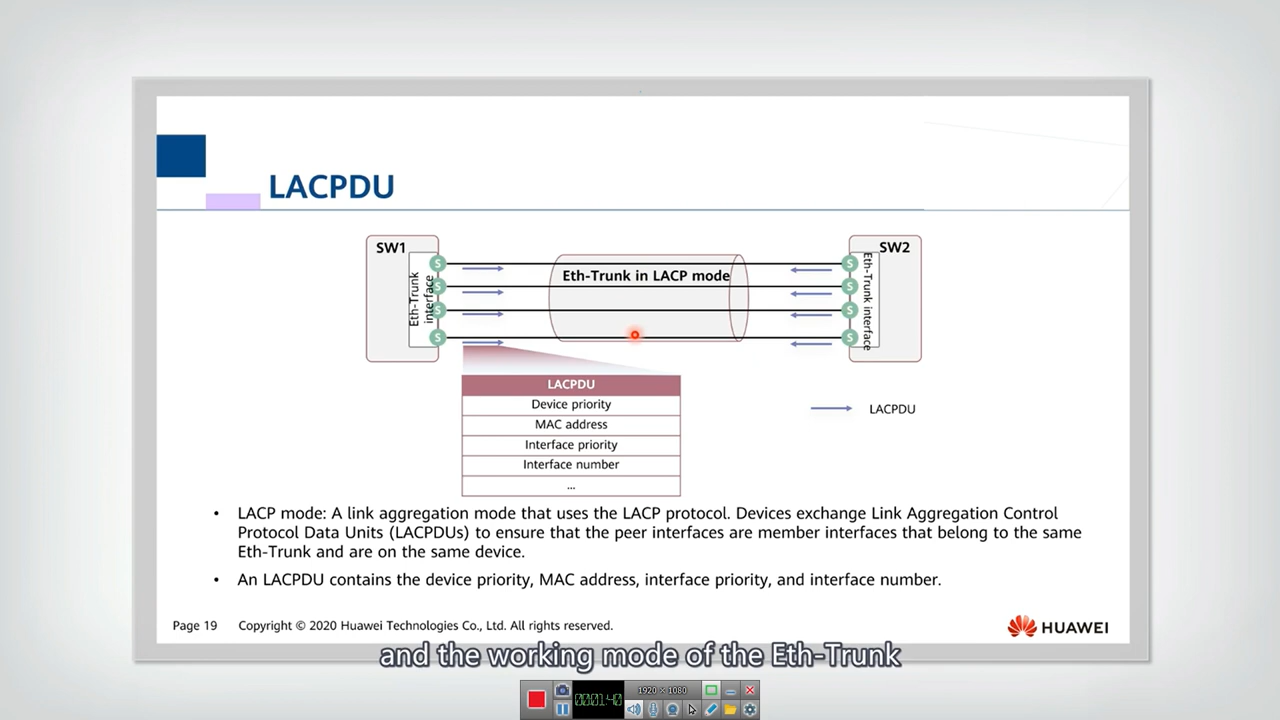 LACPDU
SW1
SW2
Eth-Trunk in LACP mode
Eth-Trunk
interface
Eth-Trunk interface
S
S
S
S
S
S
S
S
LACPDU
Device priority
MAC address
Interface priority
Interface number
...
LACPDU
• LACP mode: A link aggregation mode that uses the LACP protocol. Devices exchange Link Aggregation Control
Protocol Data Units (LACPDUs) to ensure that the peer interfaces are member interfaces that belong to the same
Eth-Trunk and are on the same device.
• An LACPDU contains the device priority, MAC address, interface priority, and interface number.
Page 19 Copyright © 2020 Huawei Technologies Co., Ltd. All rights reserved.
HUAWEI
and the working mode of the Eth-Trunk
000:01:40
1920 × 1080